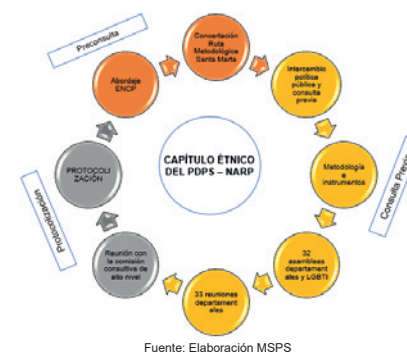 Preconsulta
Concertación
Ruta
Metodológica
Santa Marta
Intercambio
política
pública y
consulta
previa
Metodología
e
instrumentos
Consulta Previa
32
asambleas
departament
ales y LGBTI
33 reuniones
departament
ales
Reunión con
la comisión
consultiva de
alto nivel
PROTOCOLI
ZACIÓN
Protocolización
Abordaje
ENCP
CAPÍTULO ÉTNICO
DEL PDPS – NARP
Fuente: Elaboración MSPS